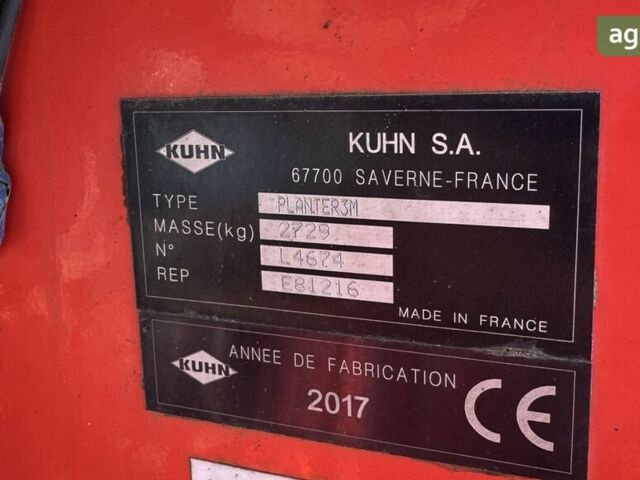 ag
KUHN
KUHN S.A.
67700 SAVERNE-FRANCE
TYPE PLANTER3M
MASSE(kg) 2729
N° L4674
REP E81216
MADE IN FRANCE
KUHN
ANNEE DE FABRICATION
2017
CE